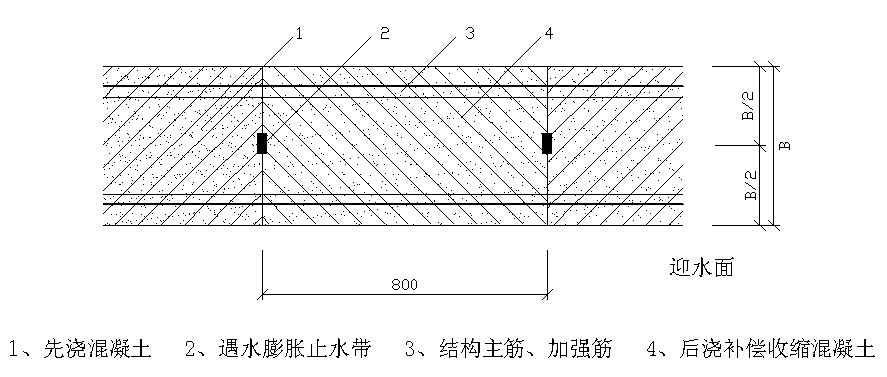 1 2 3 4
B/2
B
B/2
800
迎水面
1、先浇混凝土 2、遇水膨胀止水带 3、结构主筋、加强筋 4、后浇补偿收缩混凝土